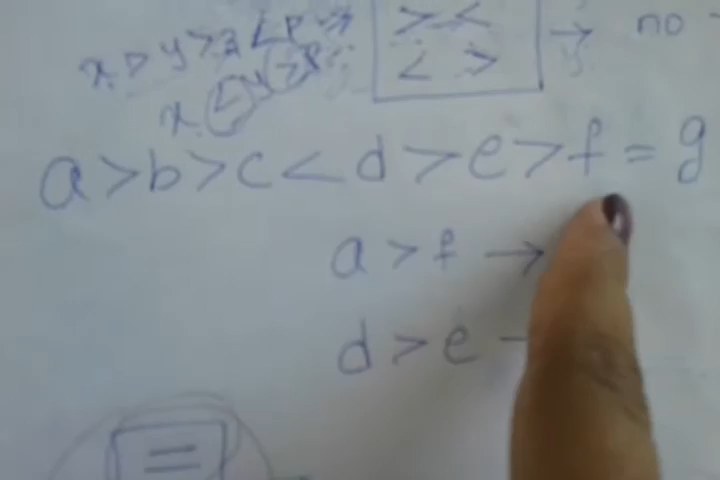 x > y > z < p
> <
< > → no
x < y > p
a > b > c < d > e > f = g
a > f →
d > e –
=